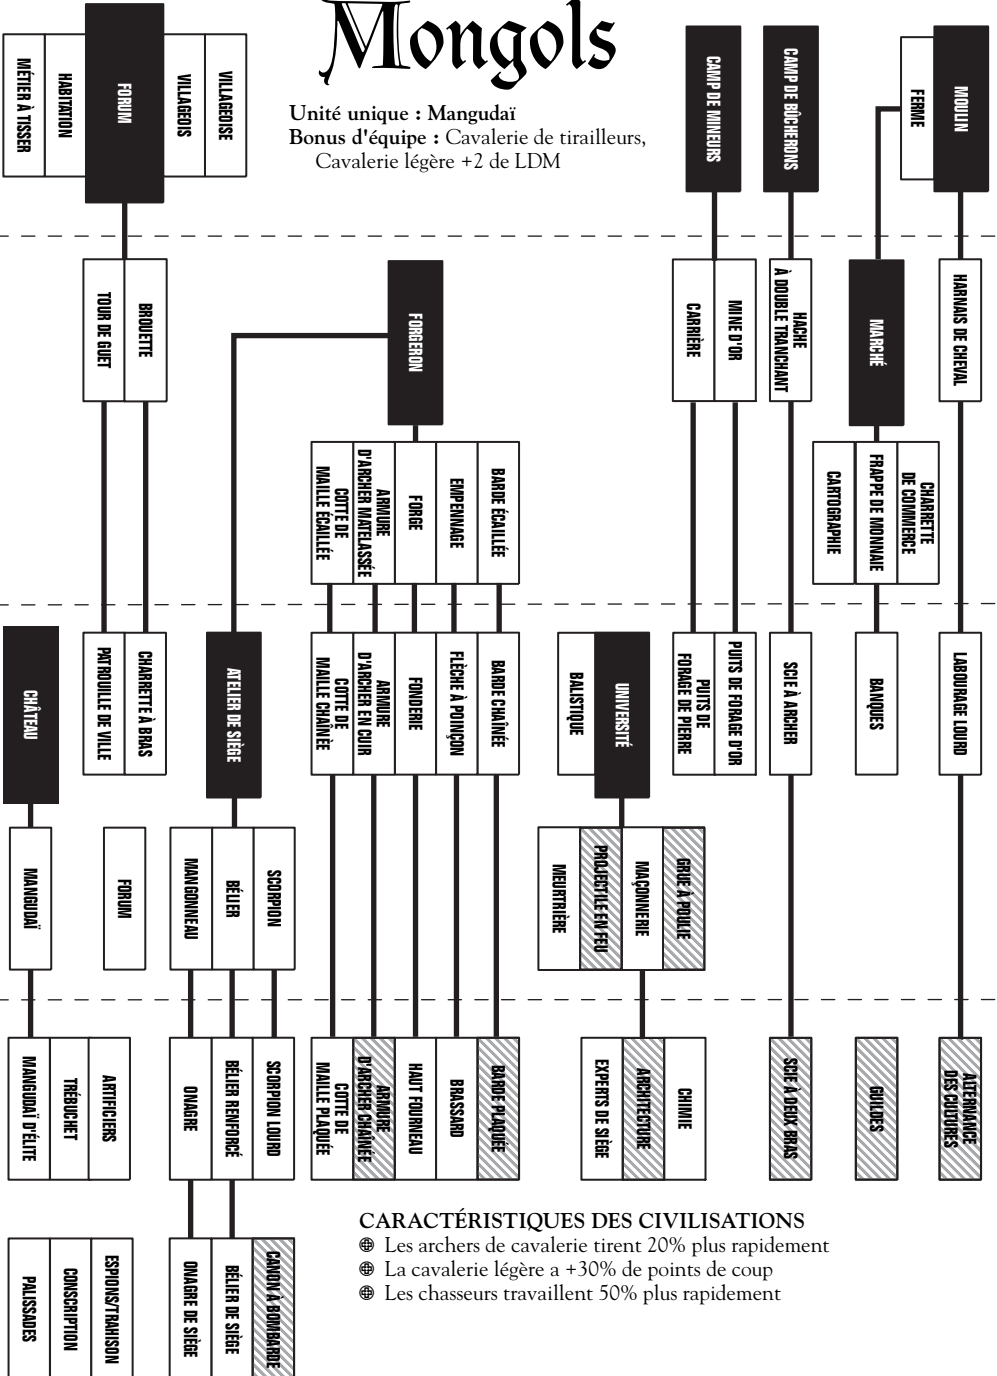 Mongols
Unité unique : Mangudaï
Bonus d'équipe : Cavalerie de tirailleurs,
Cavalerie légère +2 de LDM
MÉTIER À TISSER
HABITATION
FORUM
VILLAGEOIS
VILLAGEOISE
CAMP DE MINEURS
CAMP DE BÛCHERONS
FERME
MOULIN
TOUR DE GUET
BROUETTE
FORGERON
CARRIÈRE
MINE D'OR
HACHE
À DOUBLE TRANCHANT
MARCHÉ
HARNAIS DE CHEVAL
COTTE DE
MAILLE ÉCAILLÉE
ARMURE
D'ARCHER MATELASSÉE
FORGE
EMPENNAGE
BARDE ÉCAILLÉE
CARTOGRAPHIE
FRAPPE DE MONNAIE
CHARRETTE
DE COMMERCE
CHÂTEAU
PATROUILLE DE VILLE
CHARRETTE À BRAS
ATELIER DE SIÈGE
COTTE DE
MAILLE CHAÎNÈE
ARMURE
D'ARCHER EN CUIR
FONDERIE
FLÈCHE À POINÇON
BARDE CHAÎNÉE
BALISTIQUE
UNIVERSITÉ
PUITS DE
FORAGE DE PIERRE
PUITS DE FORAGE D'OR
SCIE À ARCHER
BANQUES
LABOURAGE LOURD
MANGUDAÏ
FORUM
MANGONNEAU
BÉLIER
SCORPION
MEURTRIÈRE
PROJECTILE EN FEU
MAÇONNERIE
GRUE À POULIE
MANGUDAÏ D'ÉLITE
TRÉBUCHET
ARTIFICIERS
ONAGRE
BÉLIER RENFORCÉ
SCORPION LOURD
COTTE DE
MAILLE PLAQUÉE
ARMURE
D'ARCHER CHAÎNÉE
HAUT FOURNEAU
BRASSARD
BARDE PLAQUÉE
EXPERTS DE SIÈGE
ARCHITECTURE
CHIMIE
SCIE À DEUX BRAS
GUILDES
ALTERNANCE
DES CULTURES
PALISSADES
CONSCRIPTION
ESPIONS/TRAHISON
ONAGRE DE SIÈGE
BÉLIER DE SIÈGE
CANON À BOMBARDE
CARACTÉRISTIQUES DES CIVILISATIONS
Les archers de cavalerie tirent 20% plus rapidement
La cavalerie légère a +30% de points de coup
Les chasseurs travaillent 50% plus rapidement